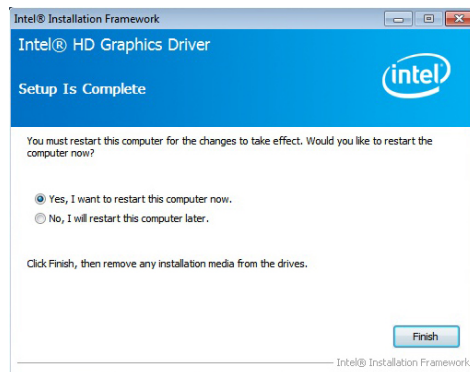 Intel® Installation Framework
Intel® HD Graphics Driver
Setup Is Complete
intel
You must restart this computer for the changes to take effect. Would you like to restart the
computer now?
Yes, I want to restart this computer now.
No, I will restart this computer later.
Click Finish, then remove any installation media from the drives.
Finish
Intel® Installation Framework